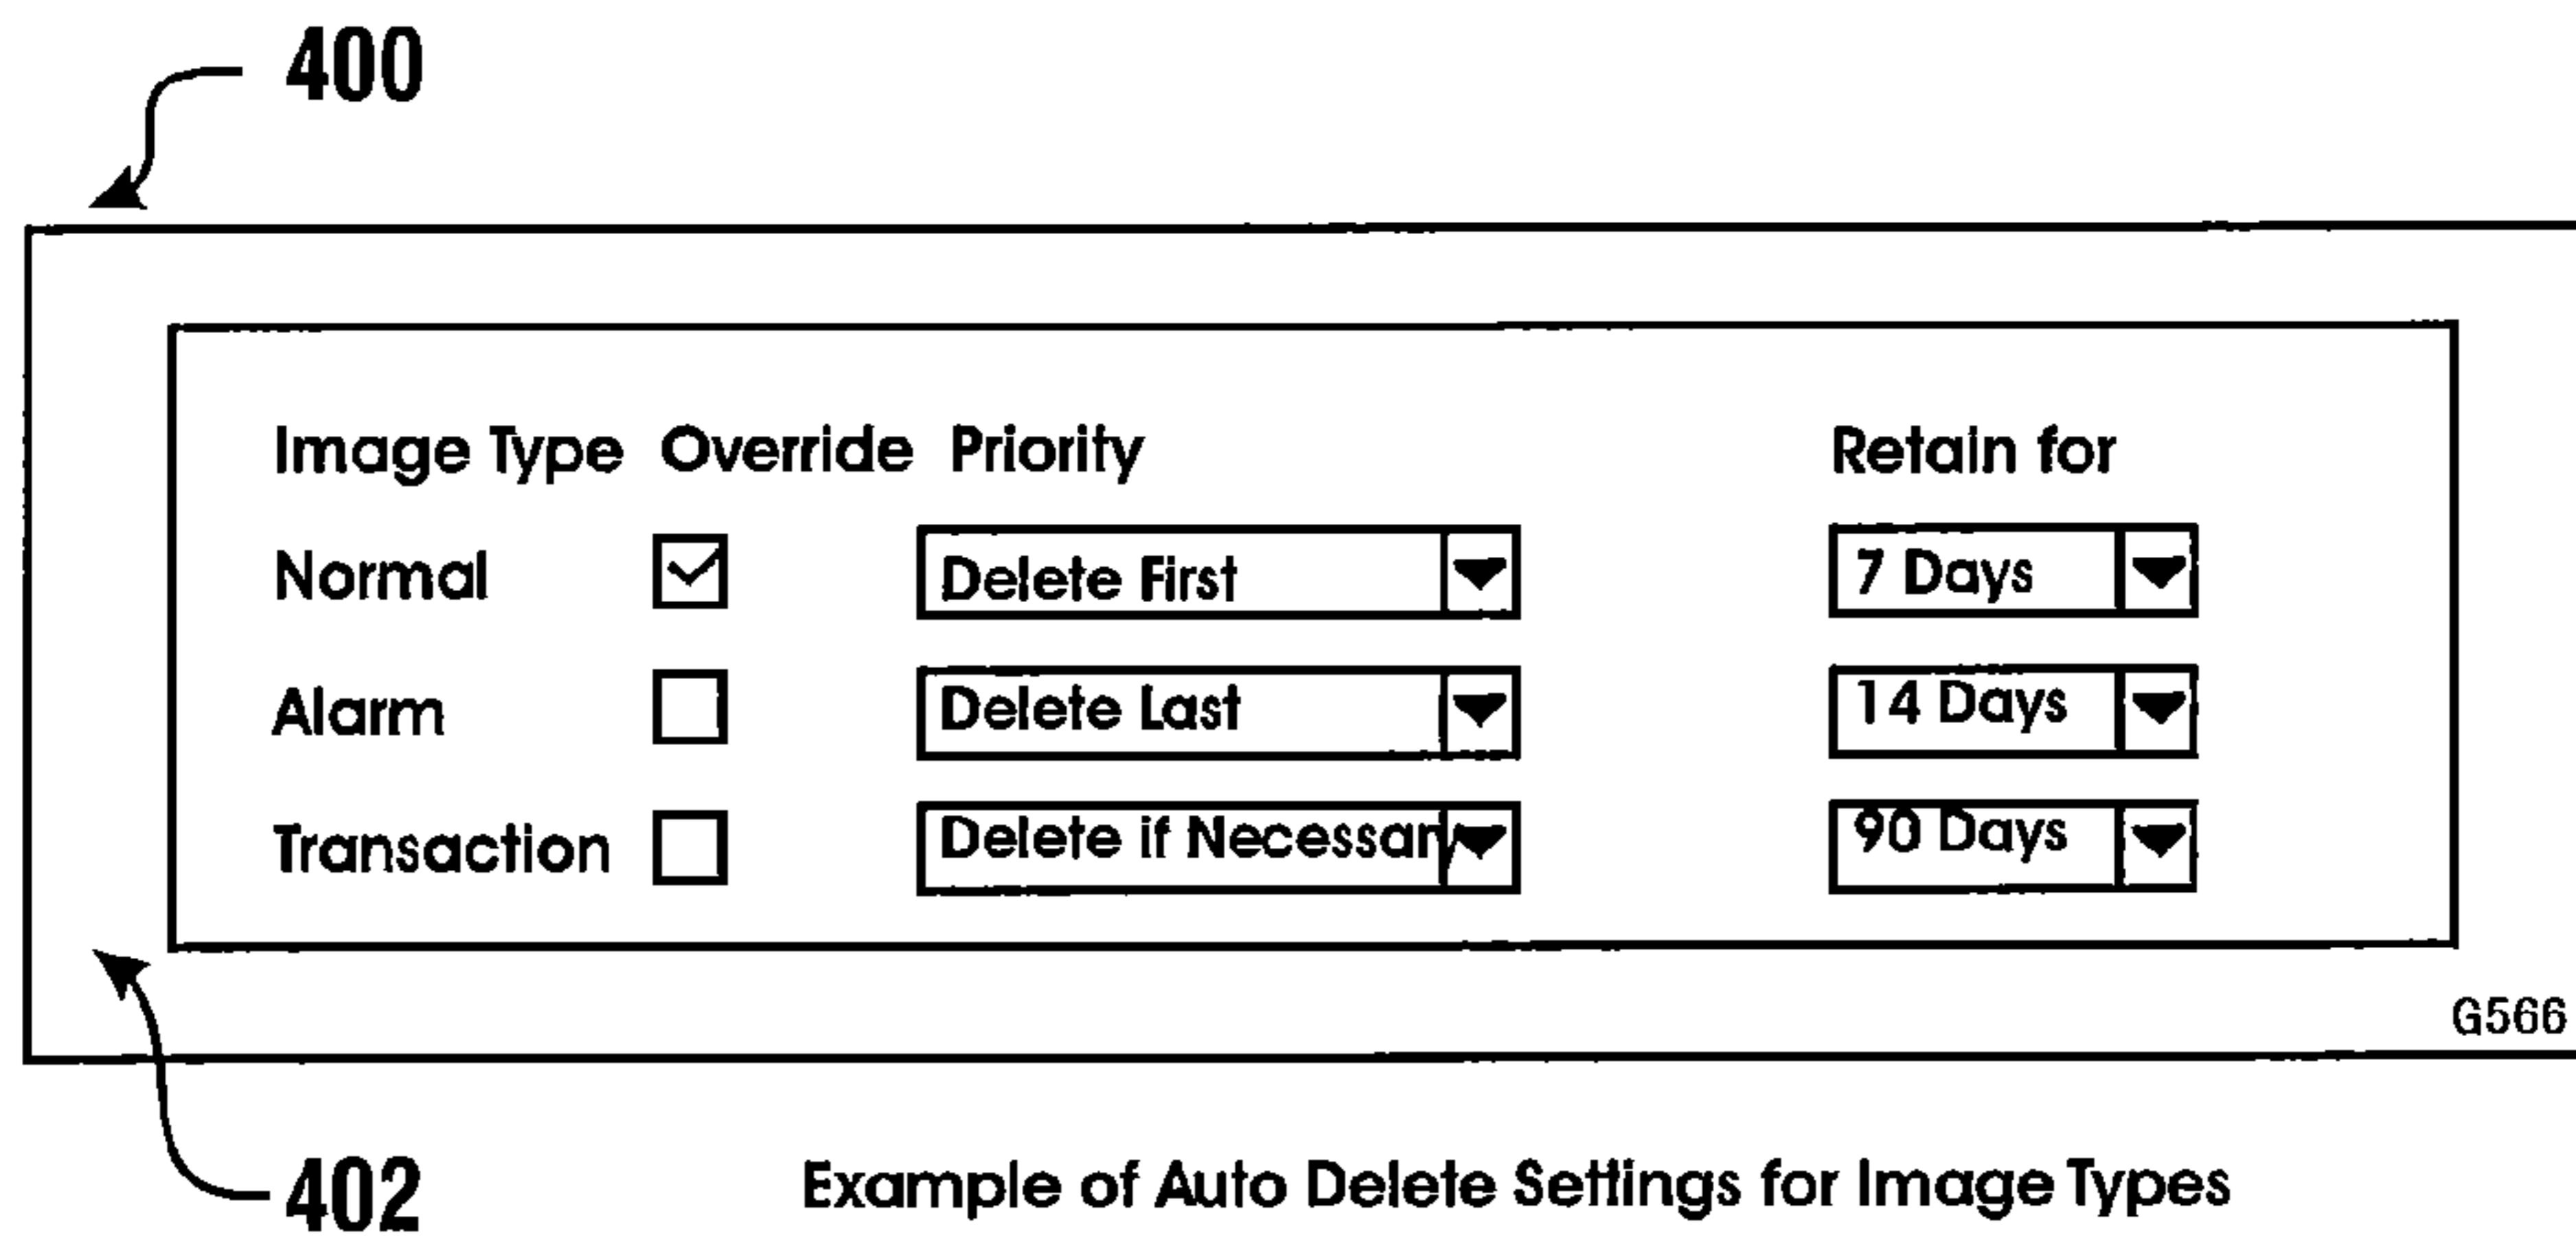 400
Image Type Override Priority Retain for
Normal Delete First 7 Days
Alarm Delete Last 14 Days
Transaction Delete if Necessary 90 Days
G566
402
Example of Auto Delete Settings for Image Types